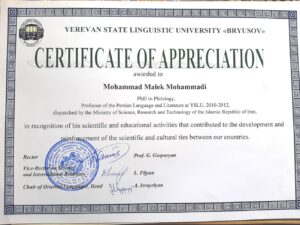 YEREVAN STATE LINGUISTIC UNIVERSITY «BRYUSOV»
CERTIFICATE OF APPRECIATION
awarded to
Mohammad Malek Mohammadi
PhD in Philology,
Professor of the Persian Language and Literature at YSLU, 2010-2012,
dispatched by the Ministry of Science, Research and Technology of the Islamic Republic of Iran,
in recognition of his scientific and educational activities that contributed to the development and
reinforcement of the scientific and cultural ties between our countries.
Rector Prof. G. Gasparyan
Vice-Rector on
and International Relations L. Fljyan
Chair of Oriental Languages, Head A. Israyelyan